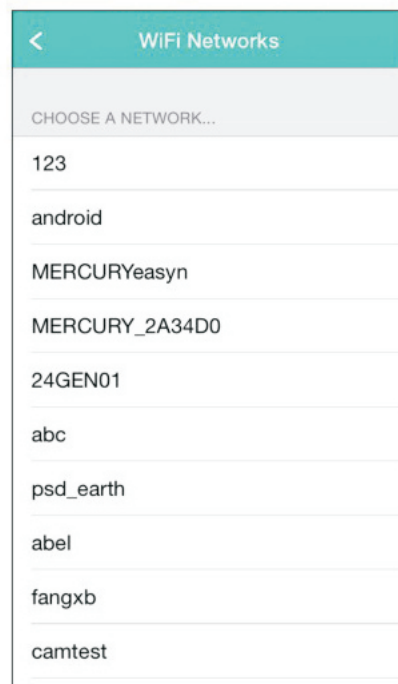 WiFi Networks
CHOOSE A NETWORK...
123
android
MERCURYeasyn
MERCURY_2A34D0
24GEN01
abc
psd_earth
abel
fangxb
camtest